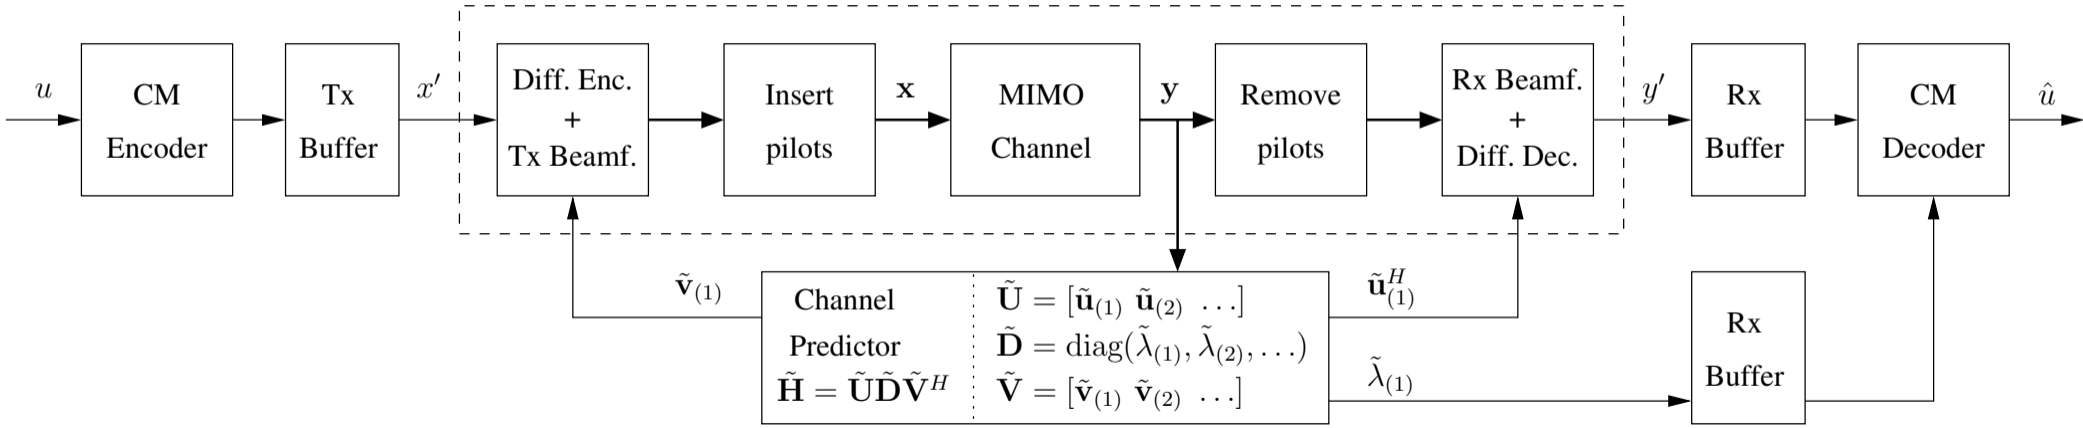 u
CM
Encoder
Tx
Buffer
x′
Diff. Enc.
+
Tx Beamf.
Insert
pilots
x
MIMO
Channel
y
Remove
pilots
Rx Beamf.
+
Diff. Dec.
y′
Rx
Buffer
CM
Decoder
û
ṽ₍₁₎
Channel
Predictor
H̃ = ŨD̃Ṽᴴ
Ũ = [ũ₍₁₎ ũ₍₂₎ …]
D̃ = diag(λ̃₍₁₎, λ̃₍₂₎, …)
Ṽ = [ṽ₍₁₎ ṽ₍₂₎ …]
ũ₍₁₎ᴴ
λ̃₍₁₎
Rx
Buffer